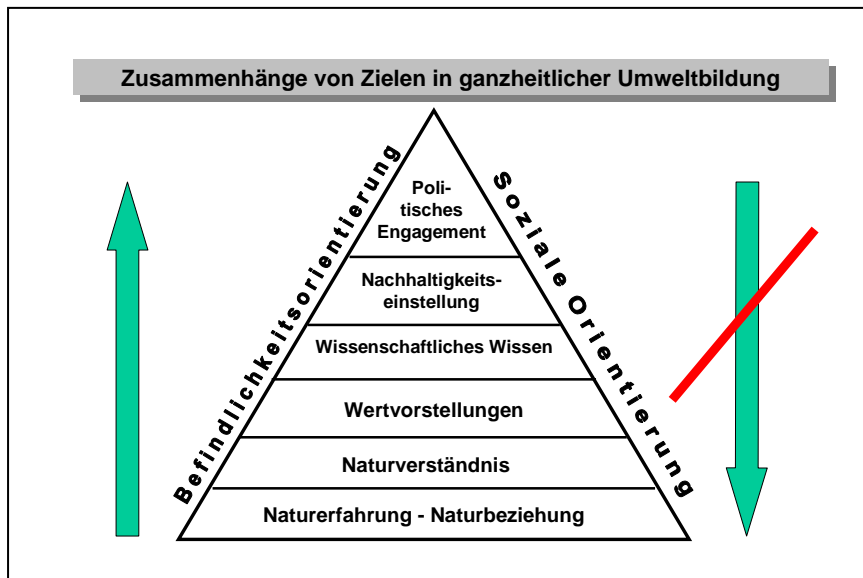 Zusammenhänge von Zielen in ganzheitlicher Umweltbildung
Befindlichkeitsorientierung
Soziale Orientierung
Poli-
tisches
Engagement
Nachhaltigkeits-
einstellung
Wissenschaftliches Wissen
Wertvorstellungen
Naturverständnis
Naturerfahrung - Naturbeziehung